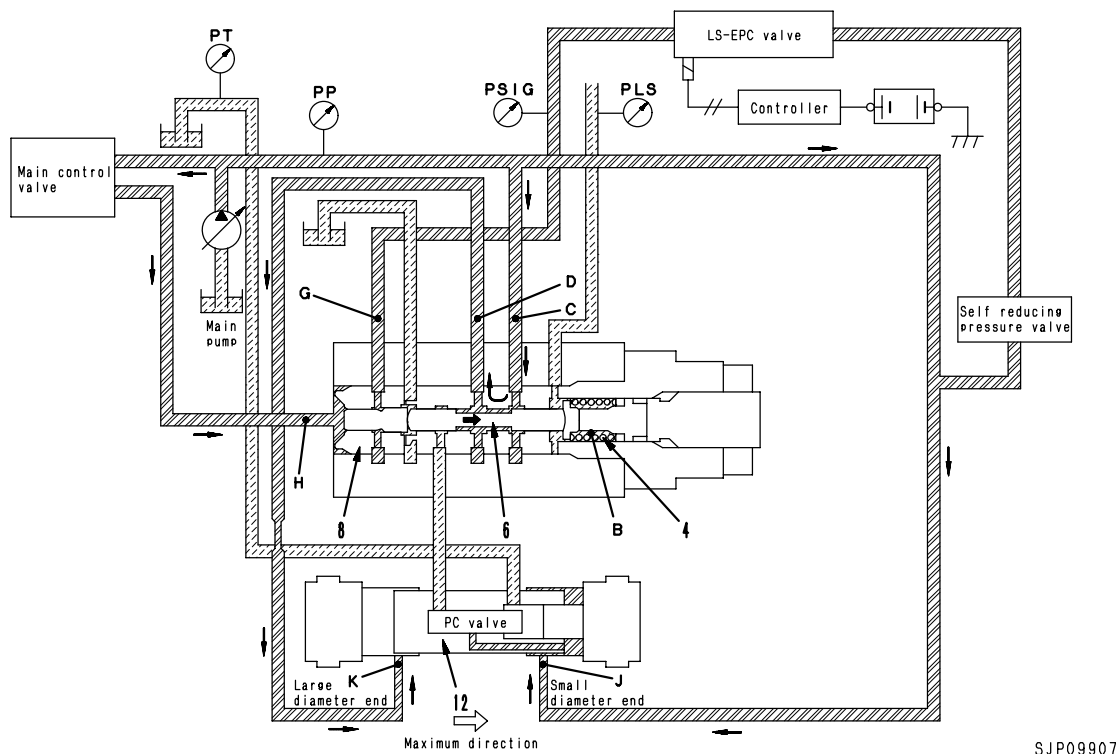 LS-EPC valve
PT
PP
PSIG
PLS
Controller
Main control
valve
D
G
C
Main
pump
Self reducing
pressure valve
H
8
6
B
4
PC valve
K
J
Large
diameter end
12
Small
diameter end
Maximum direction
SJP09907